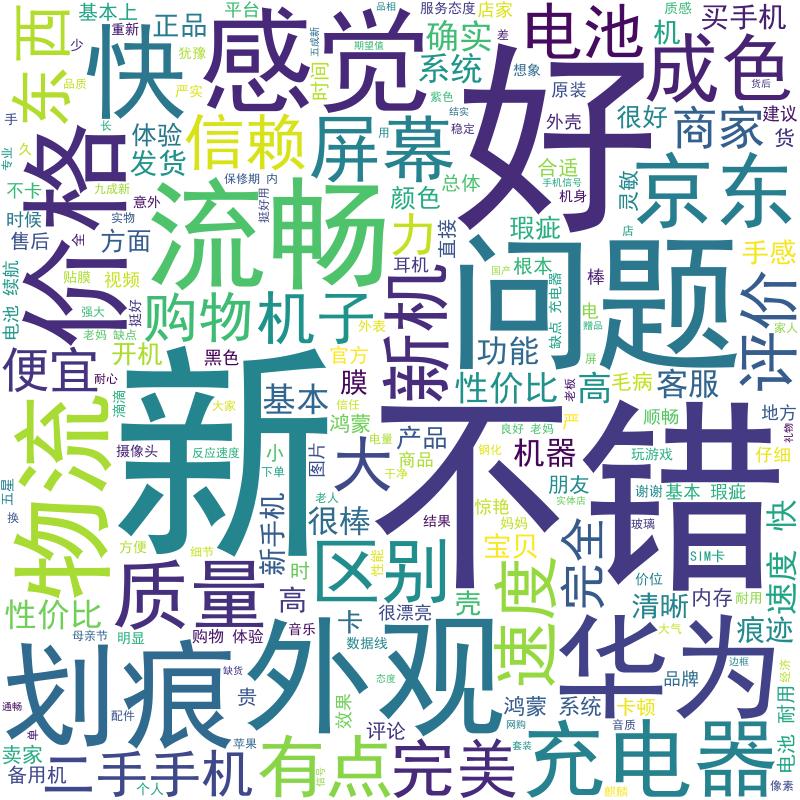 东西
基本上
正品
平台
服务态度
店家
品相
质感
买手机
重新
五成新
少
快
感觉
犹豫
期望值
确实
差
电池
机
成色
品质
严实
时间
系统
想象
原装
货后
手
长
紫色
结实
好
价格
体验
信赖
屏幕
用
稳定
外壳
很好
商家
建议
货
专业
久
发货
九成新
保修期 内
颜色
总体
合适
手机信号
灵敏
京东
不卡
意外
挺好用
机身
时候
实物
流畅
力
直接
瑕疵
店
售后
全
方面
耳机
根本
手感
电池 续航
贴膜
视频
国产
棒
问题
强大
挺好
购物
机子
新机
缺点 充电器
电
赠品
评价
老妈 缺点
外表
家人
便宜
开机
黑色
官方
功能
屏
耐心
膜
性价比
高
老板
毛病
客服
物流
滴滴
新
大家
基本
信任
鸿蒙
良好 老妈
严
顺畅
地方
礼物
摄像头
反应速度
图片
电量
产品
钢化
不错
机器
玩游戏
仔细
小
下单
大
干净
商品
五星
老人
朋友
谢谢
基本 瑕疵
惊艳
实体店
换
新手机
很棒
结果
妈妈
玻璃
快
方便
细节
宝贝
完全
SIM卡
质量
时
区别
性能
速度
价位
耐用
速度
性价比
高
很漂亮
壳
清晰
内存
痕迹
母亲节
明显
购物 体验
音乐
卡
数据线
华为
大气
划痕
缺货
外观
态度
品牌
边框
经济
通畅
配件
效果
鸿蒙 系统
卡顿
单
评论
网购
音质
电池 耐用
卖家
二手手机
苹果
有点
完美
充电器
备用机
个人
信号
套装
麒麟
像素